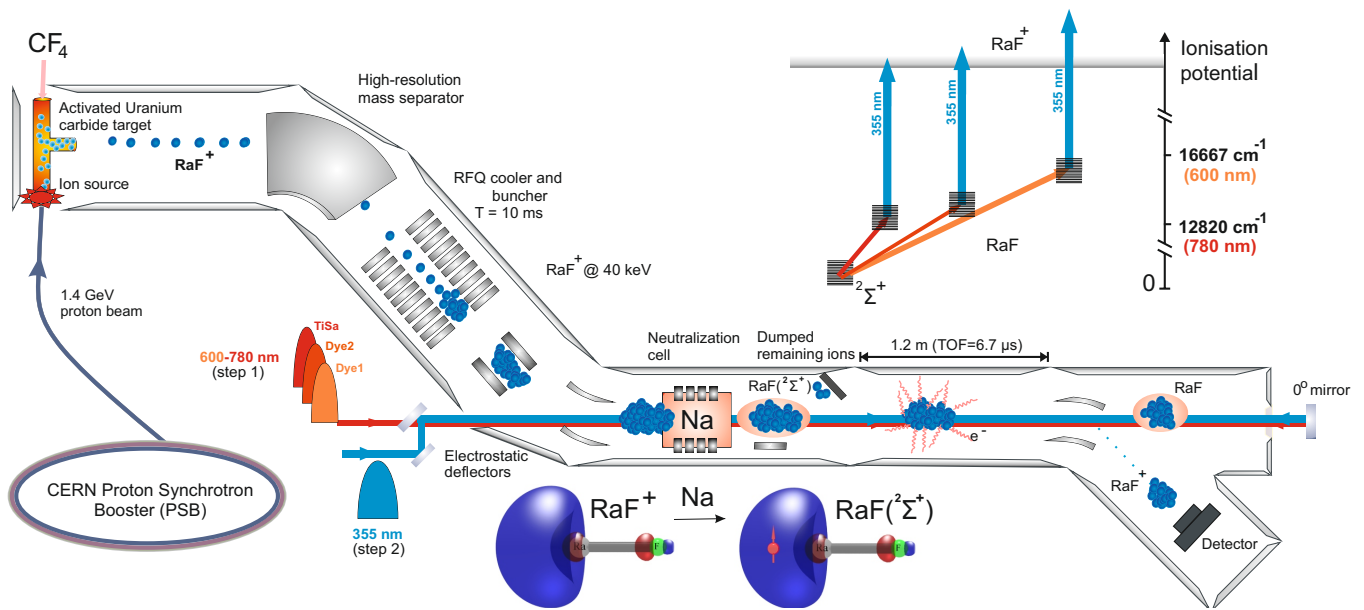 CF₄
Activated Uranium
carbide target
RaF⁺
Ion source
1.4 GeV
proton beam
CERN Proton Synchrotron
Booster (PSB)
High-resolution
mass separator
RFQ cooler and
buncher
T = 10 ms
RaF⁺ @ 40 keV
TiSa
Dye2
Dye1
600-780 nm
(step 1)
355 nm
(step 2)
Electrostatic
deflectors
Neutralization
cell
Na
Dumped
remaining ions
RaF(²Σ⁺)
1.2 m (TOF=6.7 µs)
e⁻
RaF
0° mirror
RaF⁺
Detector
RaF⁺
Na
RaF(²Σ⁺)
Ra
F
Ra
F
RaF⁺
Ionisation
potential
355 nm
355 nm
355 nm
16667 cm⁻¹
(600 nm)
12820 cm⁻¹
(780 nm)
RaF
²Σ⁺
0